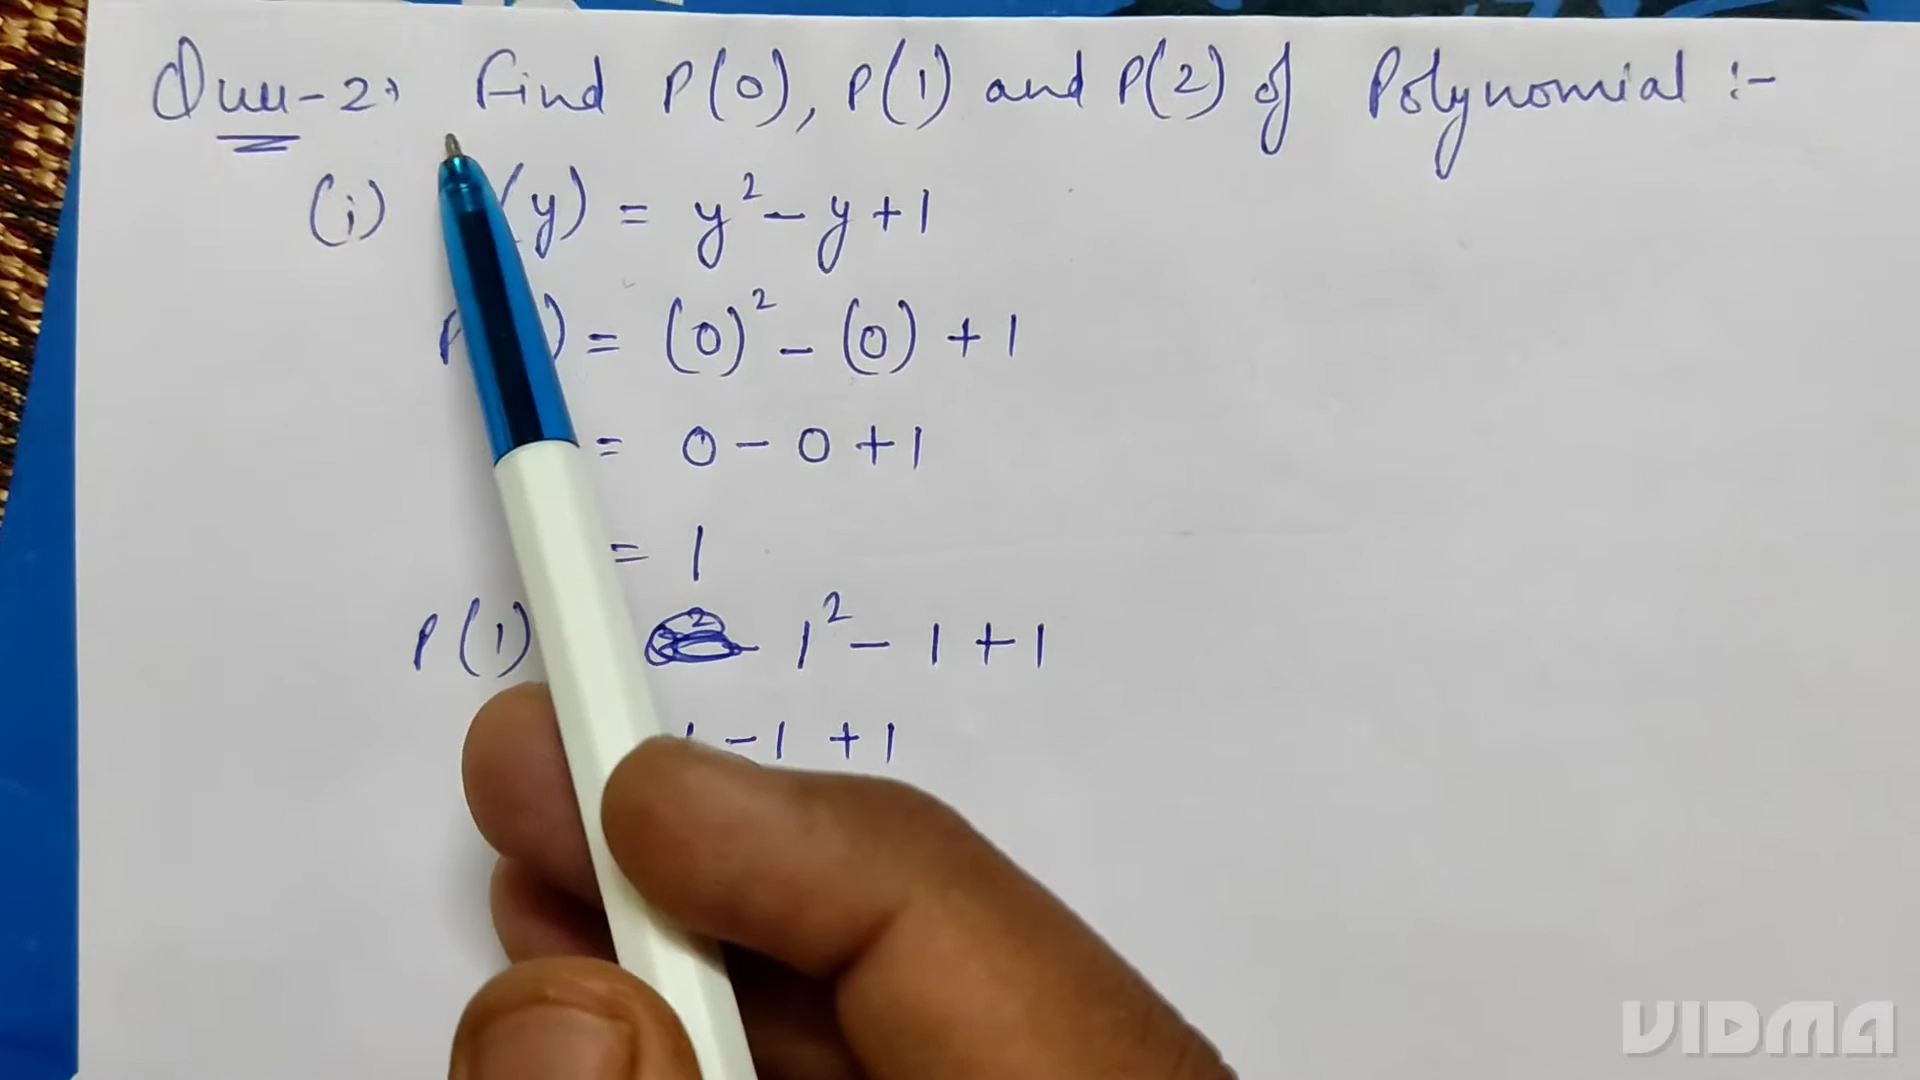 Que-2 Find P(0), P(1) and P(2) of Polynomial :-
(i) (y) = y² - y + 1
P ) = (0)² - (0) + 1
= 0 - 0 + 1
= 1
P(1) 1² - 1 + 1
1 - 1 + 1
VIDMA